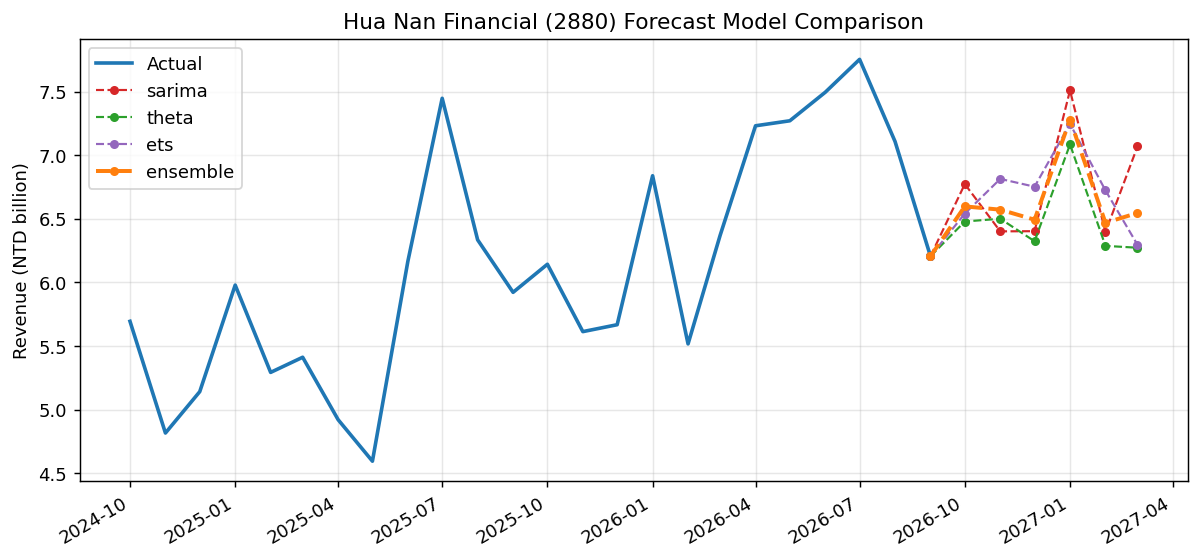 Hua Nan Financial (2880) Forecast Model Comparison
Actual
sarima
theta
ets
ensemble
Revenue (NTD billion)
7.5
7.0
6.5
6.0
5.5
5.0
4.5
2024-10
2025-01
2025-04
2025-07
2025-10
2026-01
2026-04
2026-07
2026-10
2027-01
2027-04